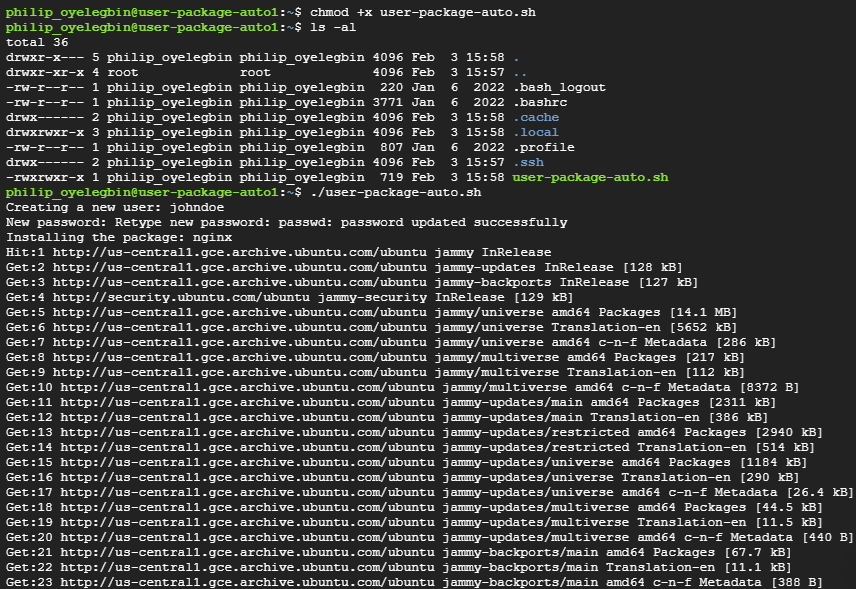 philip_oyelegbin@user-package-auto1:~$ chmod +x user-package-auto.sh
philip_oyelegbin@user-package-auto1:~$ ls -al
total 36
drwxr-x--- 5 philip_oyelegbin philip_oyelegbin 4096 Feb  3 15:58 .
drwxr-xr-x 4 root             root             4096 Feb  3 15:57 ..
-rw-r--r-- 1 philip_oyelegbin philip_oyelegbin  220 Jan  6  2022 .bash_logout
-rw-r--r-- 1 philip_oyelegbin philip_oyelegbin 3771 Jan  6  2022 .bashrc
drwx------ 2 philip_oyelegbin philip_oyelegbin 4096 Feb  3 15:58 .cache
drwxrwxr-x 3 philip_oyelegbin philip_oyelegbin 4096 Feb  3 15:58 .local
-rw-r--r-- 1 philip_oyelegbin philip_oyelegbin  807 Jan  6  2022 .profile
drwx------ 2 philip_oyelegbin philip_oyelegbin 4096 Feb  3 15:57 .ssh
-rwxrwxr-x 1 philip_oyelegbin philip_oyelegbin  719 Feb  3 15:58 user-package-auto.sh
philip_oyelegbin@user-package-auto1:~$ ./user-package-auto.sh
Creating a new user: johndoe
New password: Retype new password: passwd: password updated successfully
Installing the package: nginx
Hit:1 http://us-central1.gce.archive.ubuntu.com/ubuntu jammy InRelease
Get:2 http://us-central1.gce.archive.ubuntu.com/ubuntu jammy-updates InRelease [128 kB]
Get:3 http://us-central1.gce.archive.ubuntu.com/ubuntu jammy-backports InRelease [127 kB]
Get:4 http://security.ubuntu.com/ubuntu jammy-security InRelease [129 kB]
Get:5 http://us-central1.gce.archive.ubuntu.com/ubuntu jammy/universe amd64 Packages [14.1 MB]
Get:6 http://us-central1.gce.archive.ubuntu.com/ubuntu jammy/universe Translation-en [5652 kB]
Get:7 http://us-central1.gce.archive.ubuntu.com/ubuntu jammy/universe amd64 c-n-f Metadata [286 kB]
Get:8 http://us-central1.gce.archive.ubuntu.com/ubuntu jammy/multiverse amd64 Packages [217 kB]
Get:9 http://us-central1.gce.archive.ubuntu.com/ubuntu jammy/multiverse Translation-en [112 kB]
Get:10 http://us-central1.gce.archive.ubuntu.com/ubuntu jammy/multiverse amd64 c-n-f Metadata [8372 B]
Get:11 http://us-central1.gce.archive.ubuntu.com/ubuntu jammy-updates/main amd64 Packages [2311 kB]
Get:12 http://us-central1.gce.archive.ubuntu.com/ubuntu jammy-updates/main Translation-en [386 kB]
Get:13 http://us-central1.gce.archive.ubuntu.com/ubuntu jammy-updates/restricted amd64 Packages [2940 kB]
Get:14 http://us-central1.gce.archive.ubuntu.com/ubuntu jammy-updates/restricted Translation-en [514 kB]
Get:15 http://us-central1.gce.archive.ubuntu.com/ubuntu jammy-updates/universe amd64 Packages [1184 kB]
Get:16 http://us-central1.gce.archive.ubuntu.com/ubuntu jammy-updates/universe Translation-en [290 kB]
Get:17 http://us-central1.gce.archive.ubuntu.com/ubuntu jammy-updates/universe amd64 c-n-f Metadata [26.4 kB]
Get:18 http://us-central1.gce.archive.ubuntu.com/ubuntu jammy-updates/multiverse amd64 Packages [44.5 kB]
Get:19 http://us-central1.gce.archive.ubuntu.com/ubuntu jammy-updates/multiverse Translation-en [11.5 kB]
Get:20 http://us-central1.gce.archive.ubuntu.com/ubuntu jammy-updates/multiverse amd64 c-n-f Metadata [440 B]
Get:21 http://us-central1.gce.archive.ubuntu.com/ubuntu jammy-backports/main amd64 Packages [67.7 kB]
Get:22 http://us-central1.gce.archive.ubuntu.com/ubuntu jammy-backports/main Translation-en [11.1 kB]
Get:23 http://us-central1.gce.archive.ubuntu.com/ubuntu jammy-backports/main amd64 c-n-f Metadata [388 B]